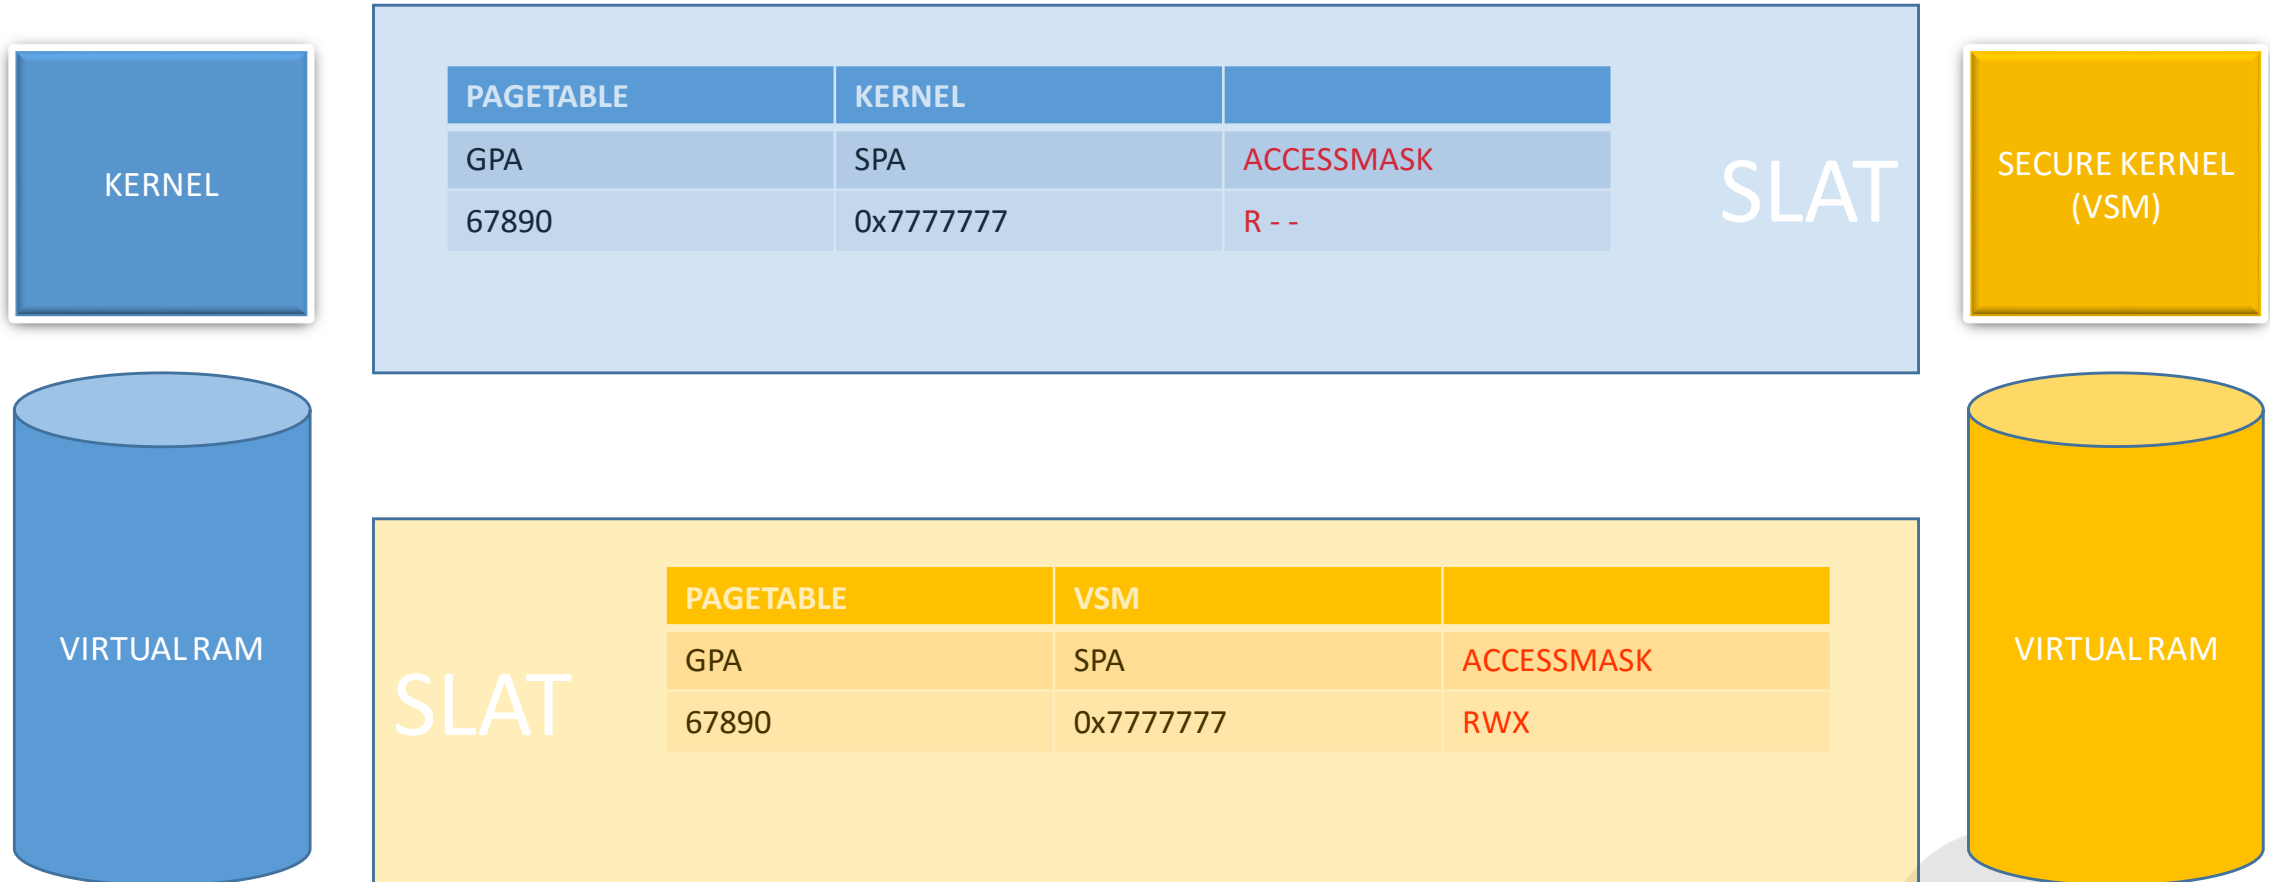 KERNEL
PAGETABLE KERNEL
GPA SPA ACCESSMASK
67890 0x7777777 R - -
SLAT
SECURE KERNEL
(VSM)
VIRTUAL RAM
SLAT
PAGETABLE VSM
GPA SPA ACCESSMASK
67890 0x7777777 RWX
VIRTUAL RAM